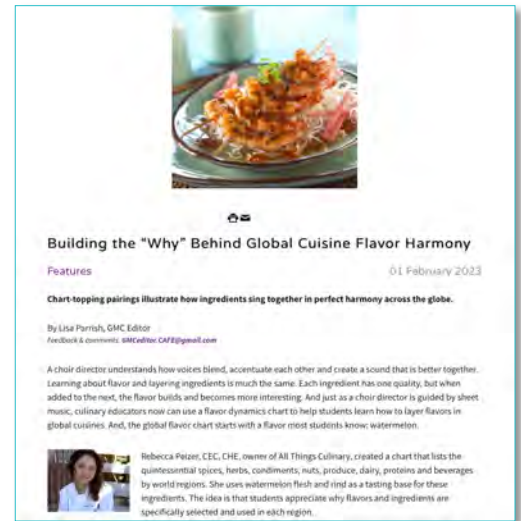 Building the “Why” Behind Global Cuisine Flavor Harmony
Features 01 February 2023
Chart-topping pairings illustrate how ingredients sing together in perfect harmony across the globe.
By Lisa Parrish, GMC Editor
Feedback & comments: GMCeditor.CAFE@gmail.com
A choir director understands how voices blend, accentuate each other and create a sound that is better together.
Learning about flavor and layering ingredients is much the same. Each ingredient has one quality, but when
added to the next, the flavor builds and becomes more interesting. And just as a choir director is guided by sheet
music, culinary educators now can use a flavor dynamics chart to help students learn how to layer flavors in
global cuisines. And, the global flavor chart starts with a flavor most students know: watermelon.
Rebecca Peizer, CEC, CHE, owner of All Things Culinary, created a chart that lists the
quintessential spices, herbs, condiments, nuts, produce, dairy, proteins and beverages
by world regions. She uses watermelon flesh and rind as a tasting base for these
ingredients. The idea is that students appreciate why flavors and ingredients are
specifically selected and used in each region.